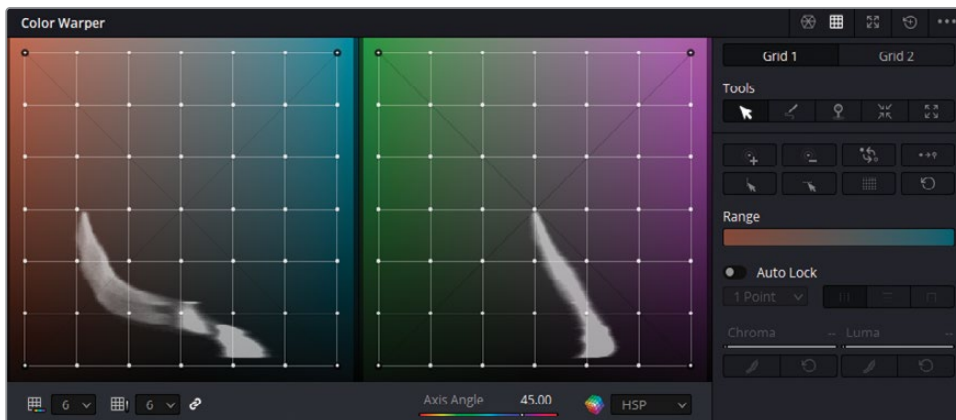 Color Warper
Grid 1
Grid 2
Tools
Range
Auto Lock
1 Point
Chroma
--
Luma
--
6
6
Axis Angle
45.00
HSP